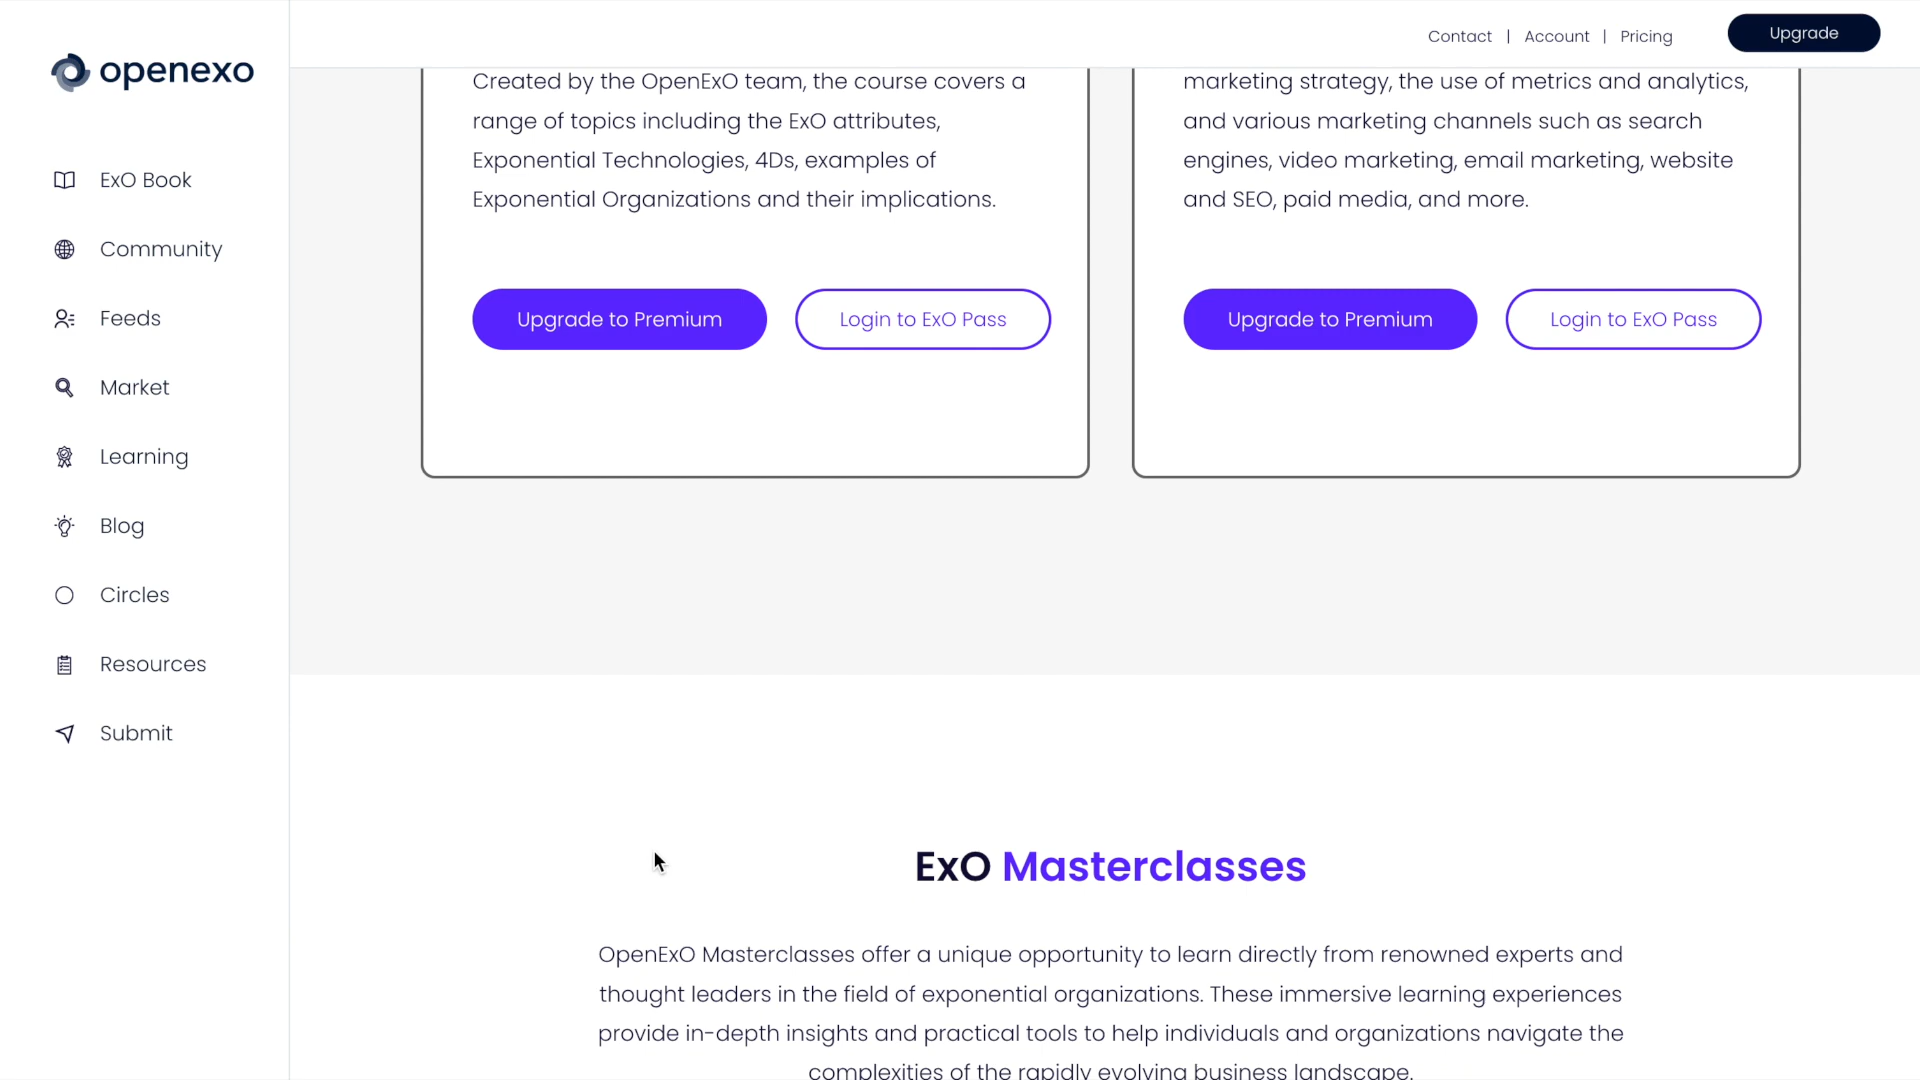 openexo
ExO Book
Community
Feeds
Market
Learning
Blog
Circles
Resources
Submit
Contact | Account | Pricing
Upgrade
Created by the OpenExO team, the course covers a
range of topics including the ExO attributes,
Exponential Technologies, 4Ds, examples of
Exponential Organizations and their implications.
Upgrade to Premium
Login to ExO Pass
marketing strategy, the use of metrics and analytics,
and various marketing channels such as search
engines, video marketing, email marketing, website
and SEO, paid media, and more.
Upgrade to Premium
Login to ExO Pass
ExO Masterclasses
OpenExO Masterclasses offer a unique opportunity to learn directly from renowned experts and
thought leaders in the field of exponential organizations. These immersive learning experiences
provide in-depth insights and practical tools to help individuals and organizations navigate the
complexities of the rapidly evolving business landscape.